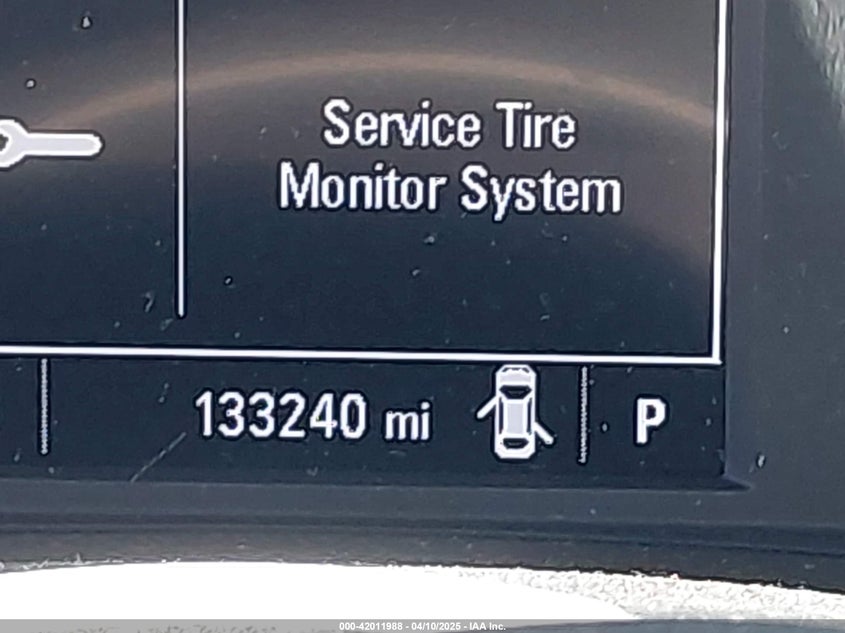 Service Tire
Monitor System
133240 mi
P
000-42011988 - 04/10/2025 - IAA Inc.